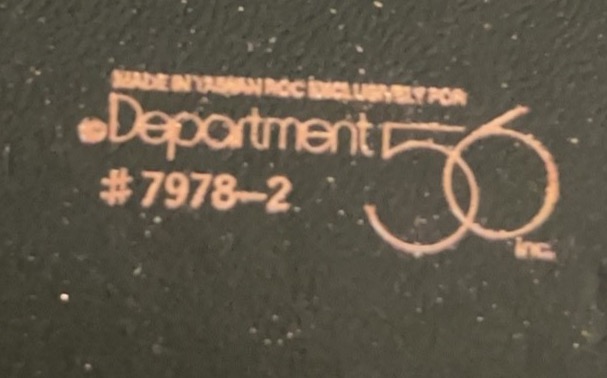 MADE IN TAIWAN ROC EXCLUSIVELY FOR
©Department 56
#7978-2
inc.